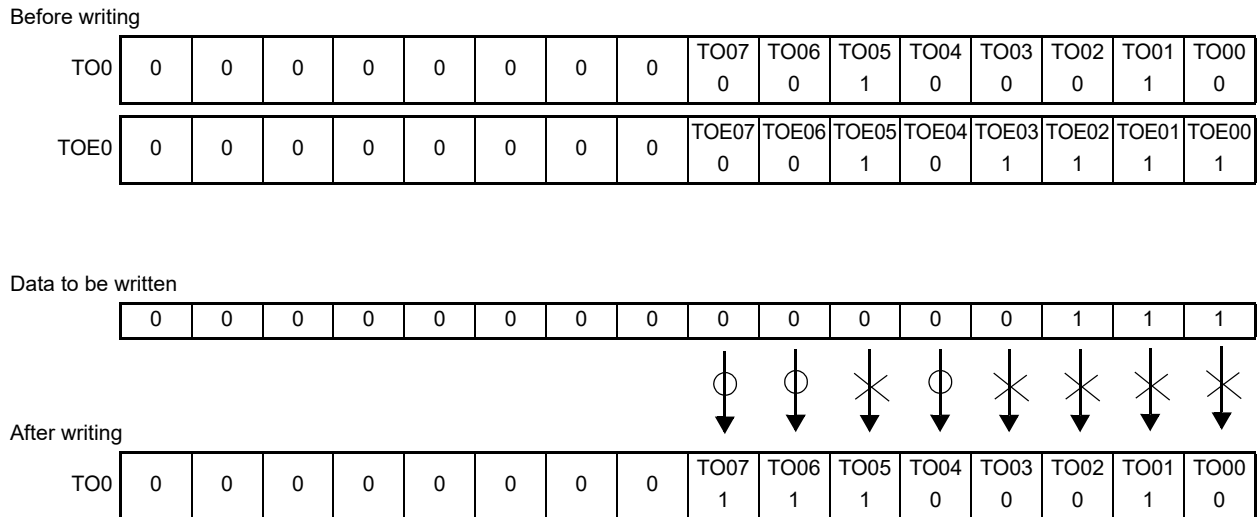 Before writing
TO07 TO06 TO05 TO04 TO03 TO02 TO01 TO00
TO0 0 0 0 0 0 0 0 0 0 0 1 0 0 0 1 0
TOE07 TOE06 TOE05 TOE04 TOE03 TOE02 TOE01 TOE00
TOE0 0 0 0 0 0 0 0 0 0 0 1 0 1 1 1 1
Data to be written
0 0 0 0 0 0 0 0 0 0 0 0 0 1 1 1
After writing
TO07 TO06 TO05 TO04 TO03 TO02 TO01 TO00
TO0 0 0 0 0 0 0 0 0 1 1 1 0 0 0 1 0